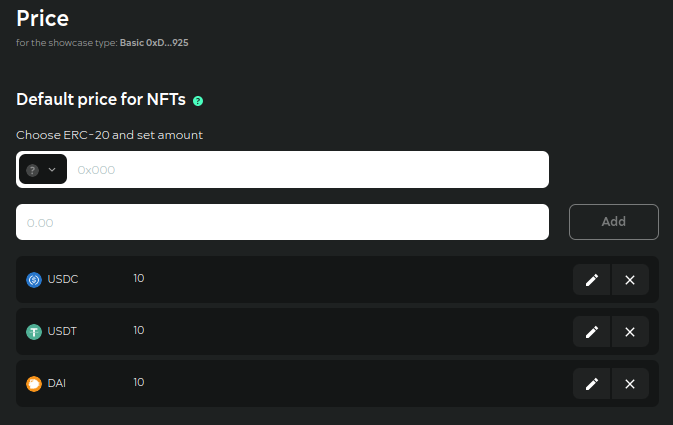 Price
for the showcase type: Basic 0xD...925
Default price for NFTs ?
Choose ERC-20 and set amount
? 0x000
0.00
Add
USDC 10
USDT 10
DAI 10